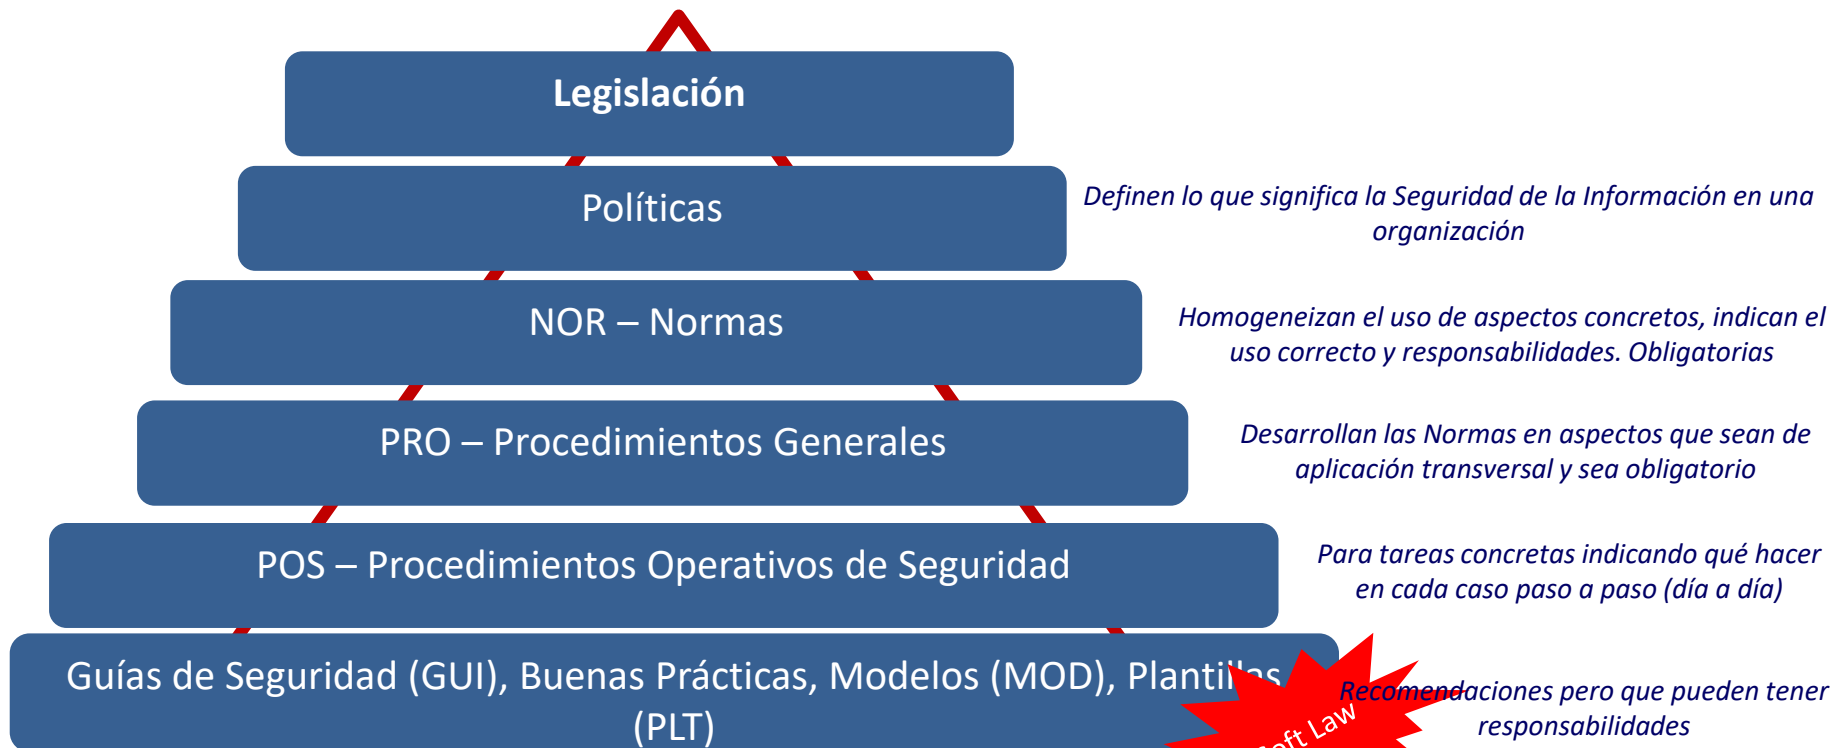 Legislación
Políticas
Definen lo que significa la Seguridad de la Información en una
organización
NOR – Normas
Homogeneizan el uso de aspectos concretos, indican el
uso correcto y responsabilidades. Obligatorias
PRO – Procedimientos Generales
Desarrollan las Normas en aspectos que sean de
aplicación transversal y sea obligatorio
POS – Procedimientos Operativos de Seguridad
Para tareas concretas indicando qué hacer
en cada caso paso a paso (día a día)
Guías de Seguridad (GUI), Buenas Prácticas, Modelos (MOD), Plantillas
(PLT)
Soft Law
Recomendaciones pero que pueden tener
responsabilidades